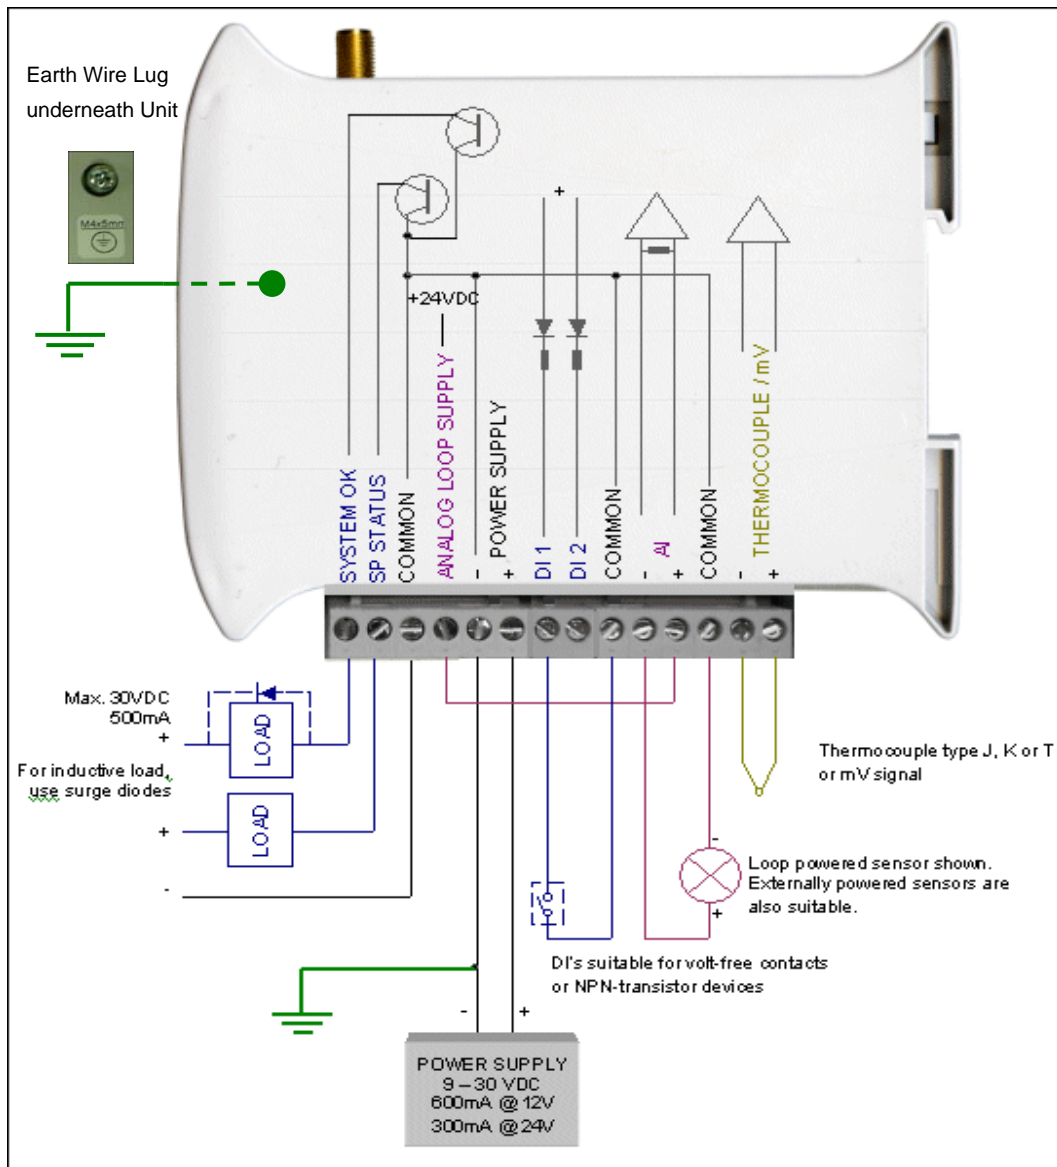 Earth Wire Lug
underneath Unit
M4x5mm
+
+24VDC
SYSTEM OK
SP STATUS
COMMON
ANALOG LOOP SUPPLY
- +
POWER SUPPLY
DI 1
DI 2
COMMON
- +
AI
COMMON
- +
THERMOCOUPLE / mV
Max. 30VDC
500mA
+
LOAD
For inductive load,
use surge diodes
+
LOAD
-
Thermocouple type J, K or T
or mV signal
-
Loop powered sensor shown.
Externally powered sensors are
also suitable.
+
DI's suitable for volt-free contacts
or NPN-transistor devices
- +
POWER SUPPLY
9 – 30 VDC
600mA @ 12V
300mA @ 24V